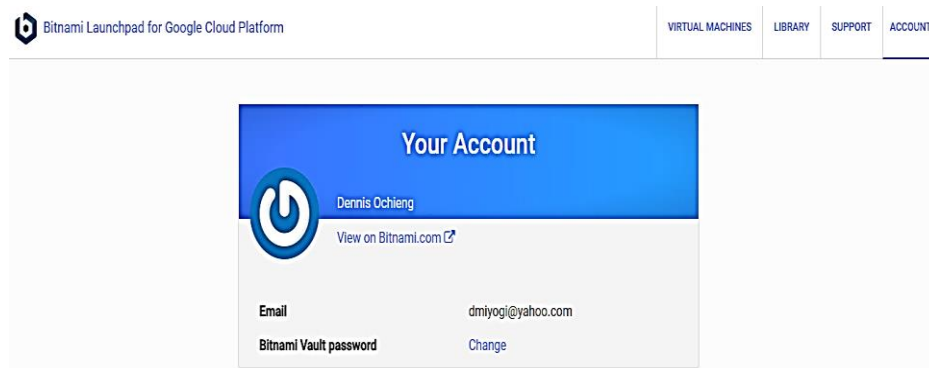 Bitnami Launchpad for Google Cloud Platform
VIRTUAL MACHINES LIBRARY SUPPORT ACCOUNT
Your Account
Dennis Ochieng
View on Bitnami.com
Email dmiyogi@yahoo.com
Bitnami Vault password Change